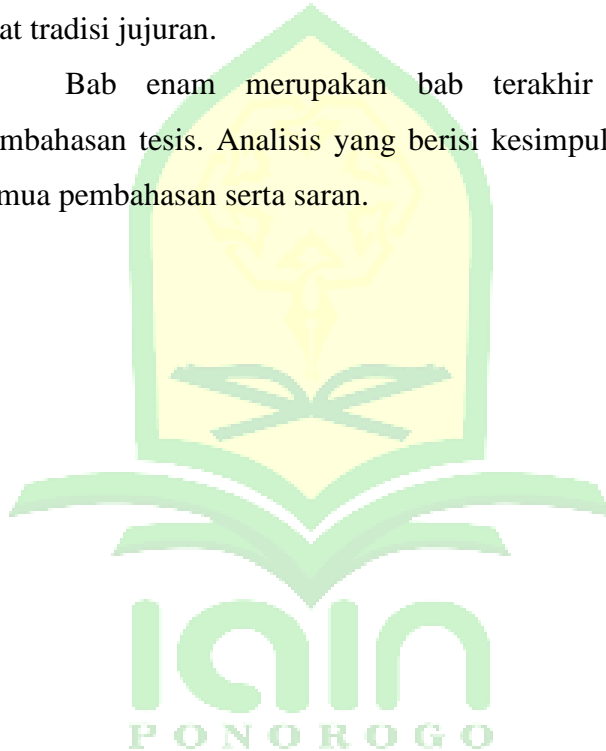 at tradisi jujuran.
Bab enam merupakan bab terakhir
mbahasan tesis. Analisis yang berisi kesimpul
mua pembahasan serta saran.
iain
PONOROGO